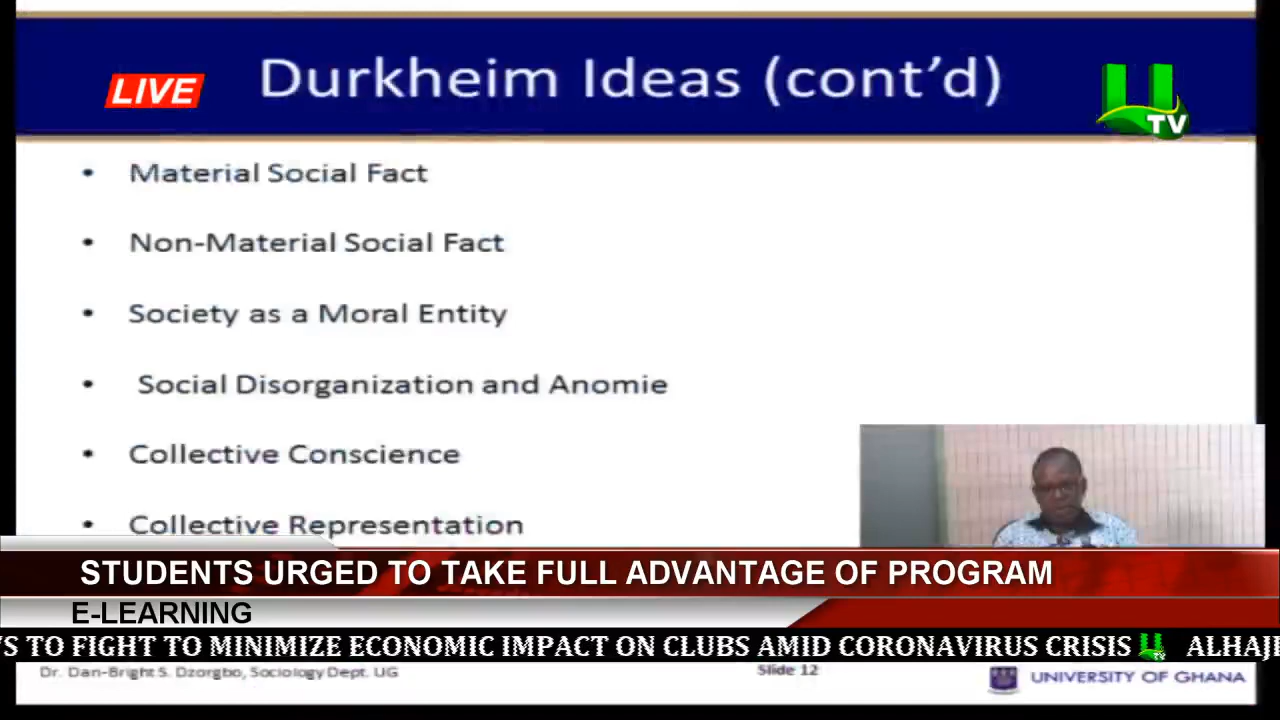 Durkheim Ideas (cont'd)
LIVE
U
TV
• Material Social Fact
• Non-Material Social Fact
• Society as a Moral Entity
• Social Disorganization and Anomie
• Collective Conscience
• Collective Representation
STUDENTS URGED TO TAKE FULL ADVANTAGE OF PROGRAM
E-LEARNING
TO FIGHT TO MINIMIZE ECONOMIC IMPACT ON CLUBS AMID CORONAVIRUS CRISIS UTV
Dr. Dan-Bright S. Dzorgbo, Sociology Dept. UG
Slide 12
UNIVERSITY OF GHANA